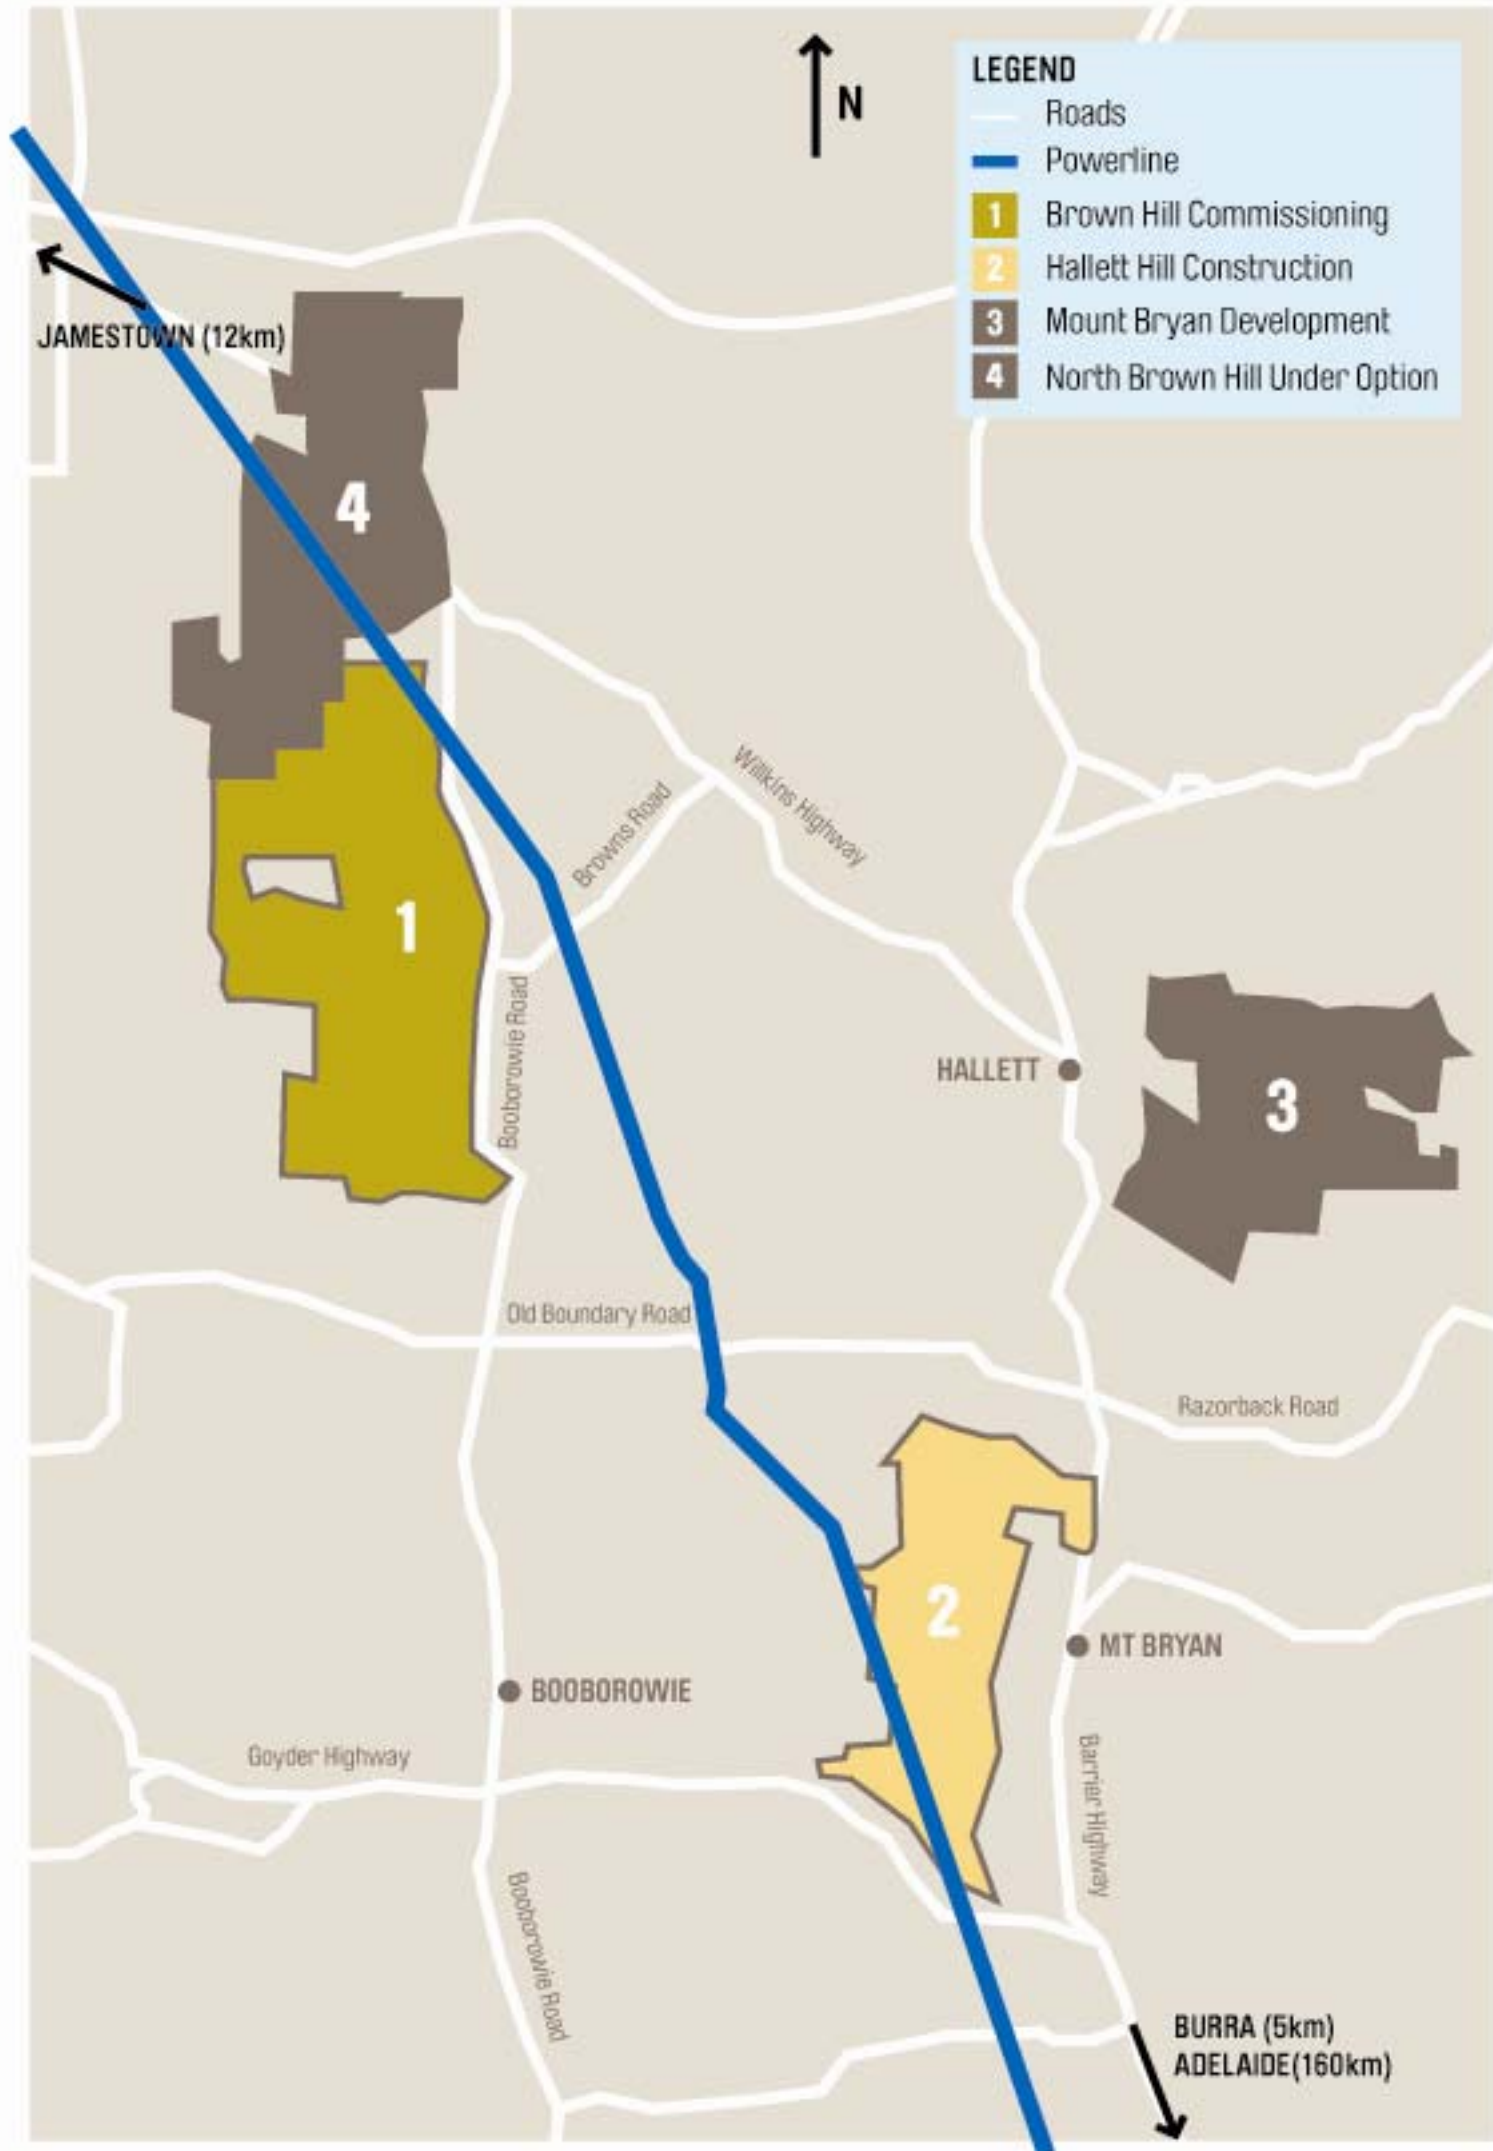 N
LEGEND
Roads
Powerline
1 Brown Hill Commissioning
2 Hallett Hill Construction
3 Mount Bryan Development
4 North Brown Hill Under Option
JAMESTOWN (12km)
4
Willkins Highway
Browns Road
1
Booborowie Road
HALLETT
3
Old Boundary Road
Razorback Road
2
MT BRYAN
BOOBOROWIE
Goyder Highway
Barrier Highway
Booborowie Road
BURRA (5km)
ADELAIDE(160km)